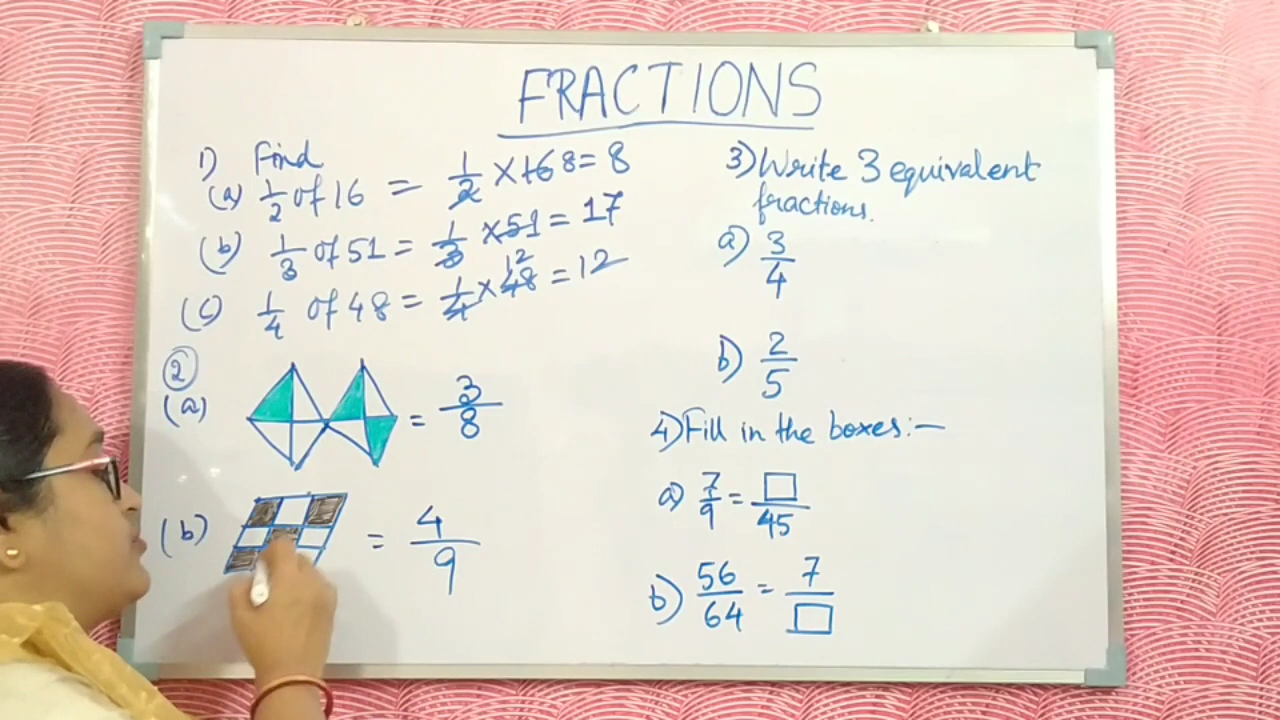 FRACTIONS
1) Find
(a) 1/2 of 16 = 1/2 × 16 8 = 8
(b) 1/3 of 51 = 1/3 × 51 = 17
(c) 1/4 of 48 = 1/4 × 48 12 = 12
2
(a) = 3/8
(b) = 4/9
3) Write 3 equivalent
fractions.
a) 3/4
b) 2/5
4) Fill in the boxes:-
a) 7/9 = □/45
b) 56/64 = 7/□